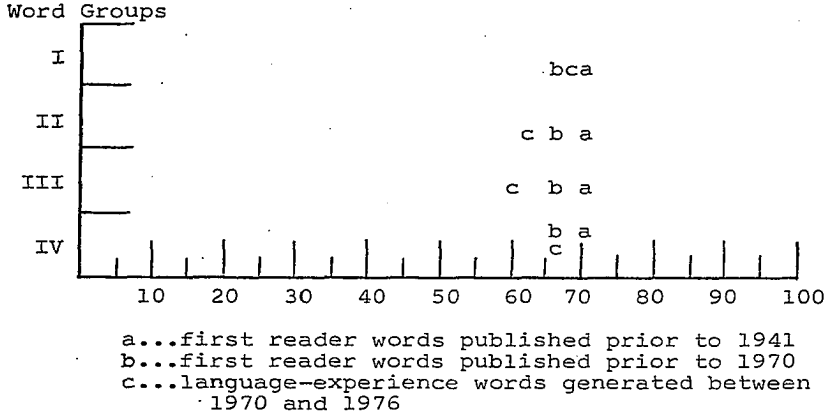 Word Groups
I
bca
II
c b a
III
c b a
b a
IV
c
10 20 30 40 50 60 70 80 90 100
a...first reader words published prior to 1941
b...first reader words published prior to 1970
c...language-experience words generated between
1970 and 1976